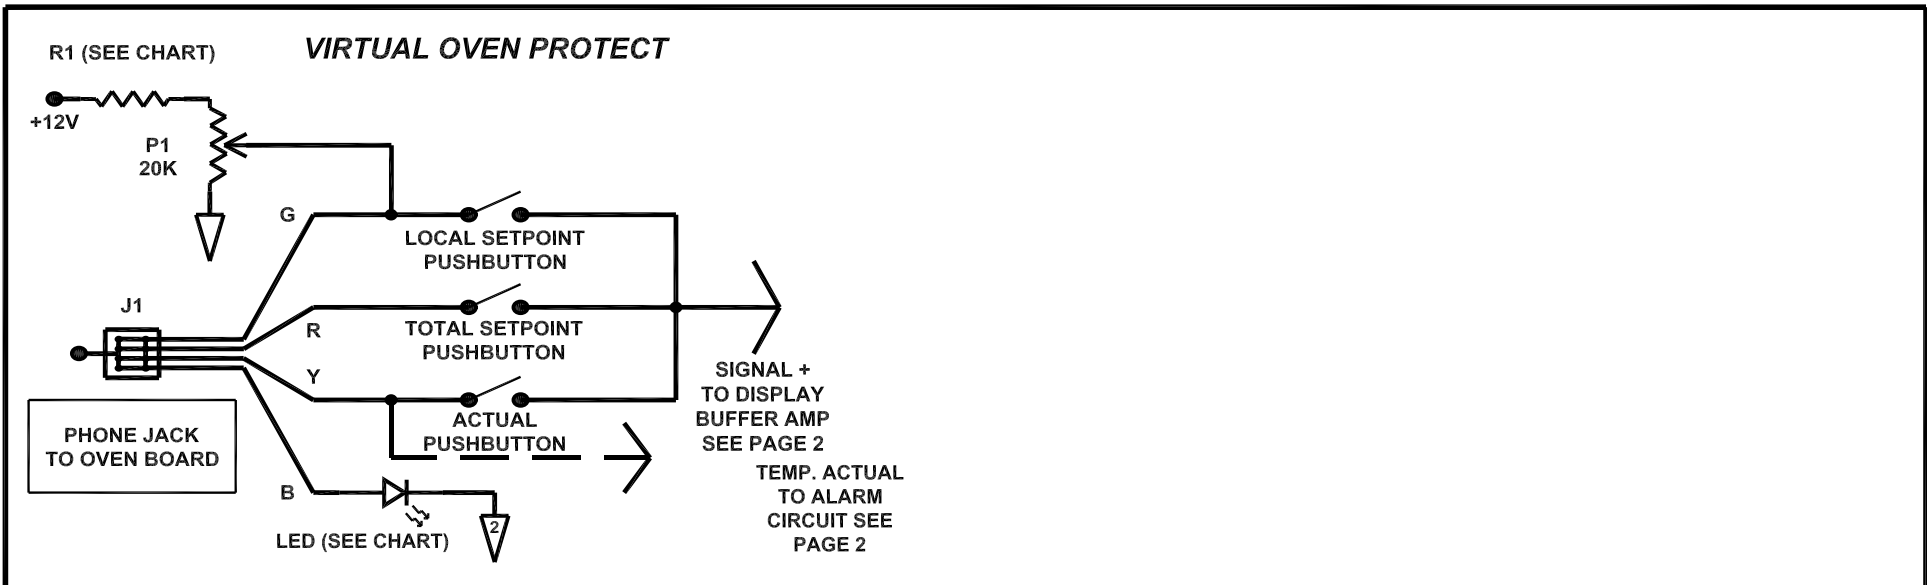 R1 (SEE CHART)
VIRTUAL OVEN PROTECT
+12V
P1
20K
G
LOCAL SETPOINT
PUSHBUTTON
J1
R
TOTAL SETPOINT
PUSHBUTTON
Y
ACTUAL
PUSHBUTTON
SIGNAL +
TO DISPLAY
BUFFER AMP
SEE PAGE 2
PHONE JACK
TO OVEN BOARD
TEMP. ACTUAL
TO ALARM
CIRCUIT SEE
PAGE 2
B
2
LED (SEE CHART)